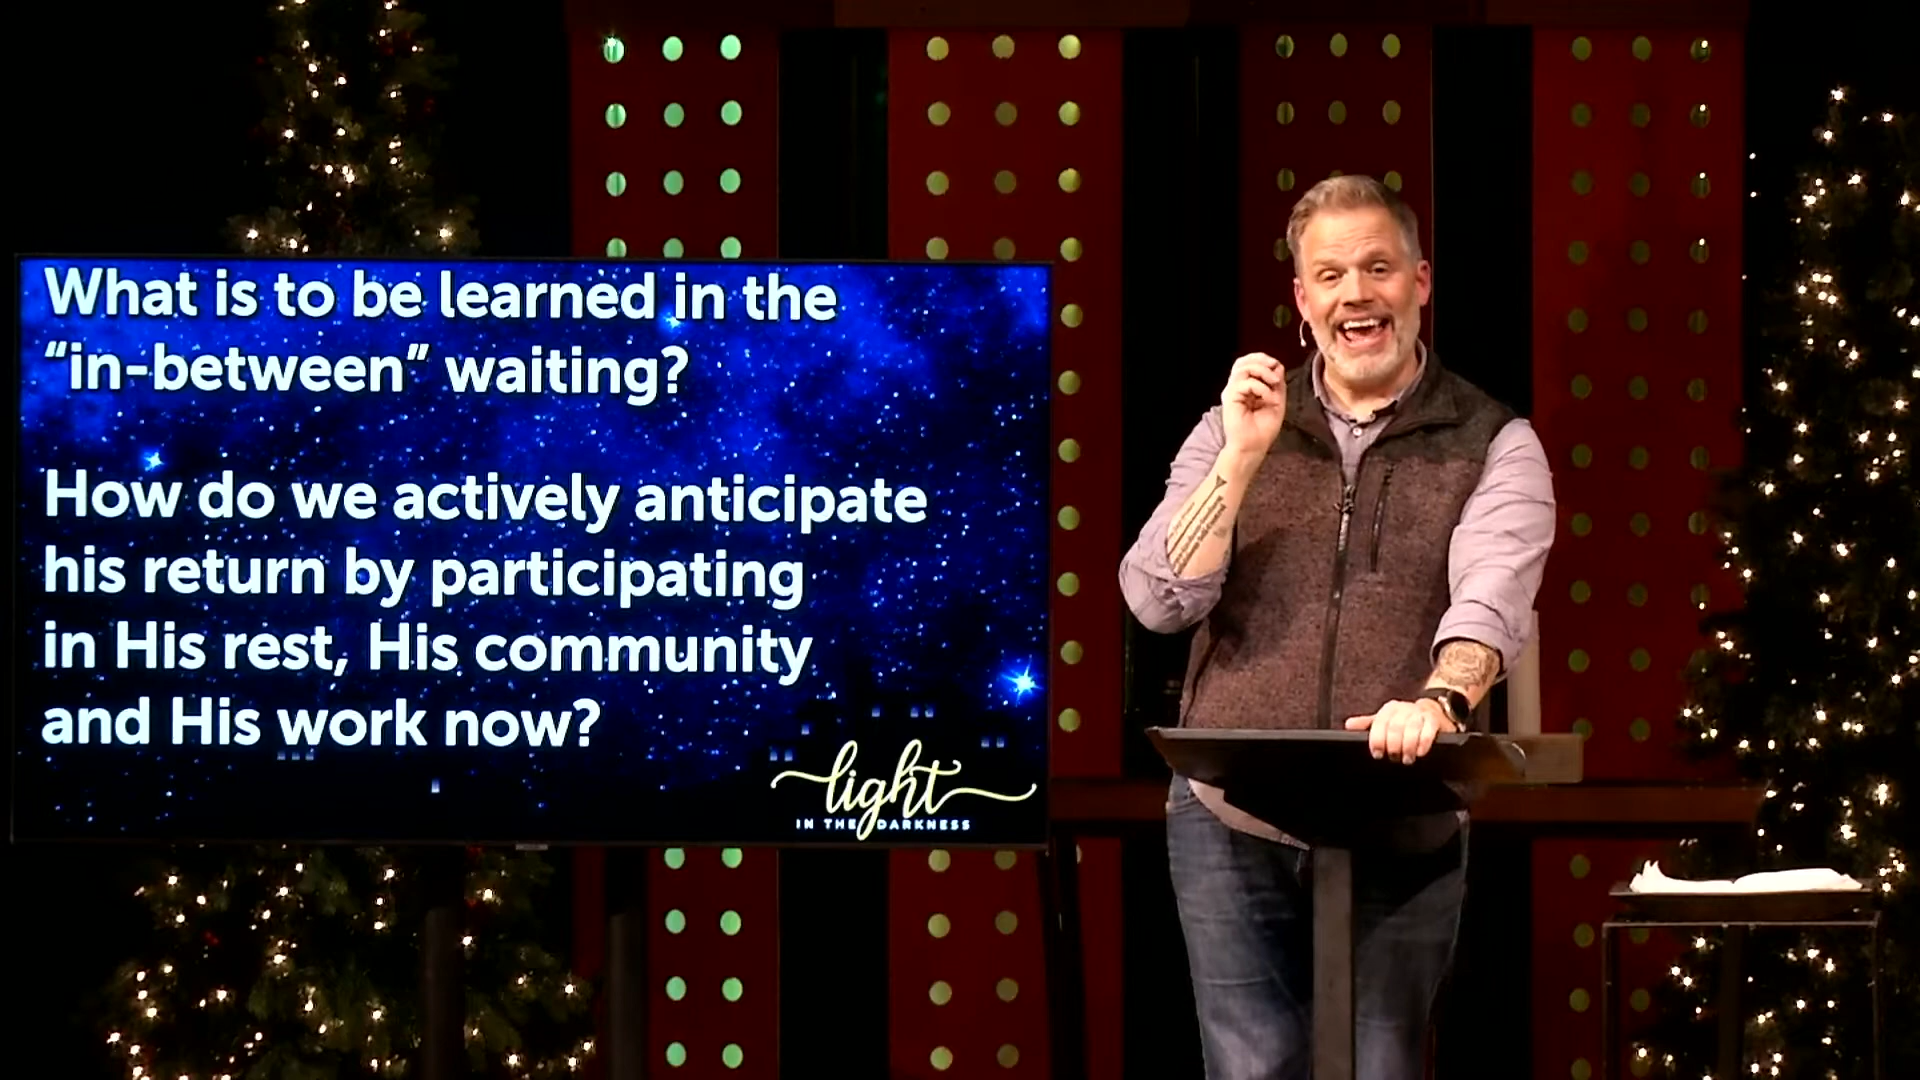 What is to be learned in the
“in-between” waiting?
How do we actively anticipate
his return by participating
in His rest, His community
and His work now?
light
IN THE DARKNESS